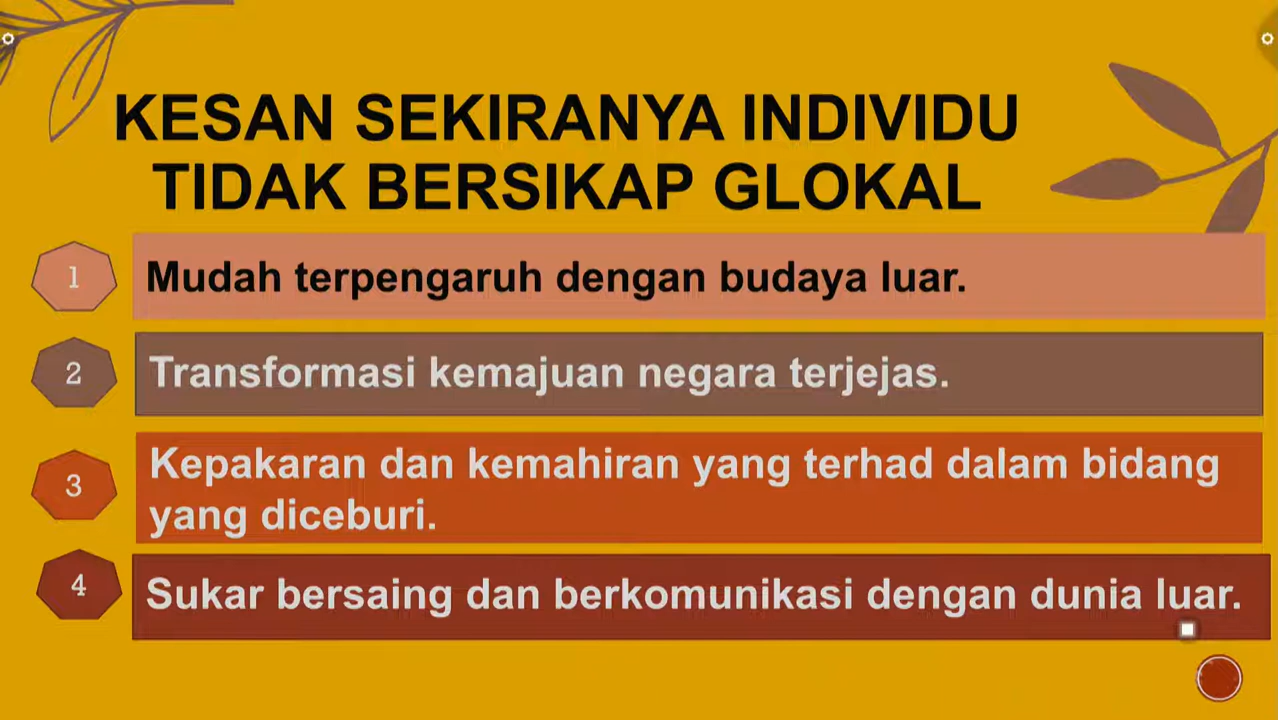 KESAN SEKIRANYA INDIVIDU
TIDAK BERSIKAP GLOKAL
1
Mudah terpengaruh dengan budaya luar.
2
Transformasi kemajuan negara terjejas.
3
Kepakaran dan kemahiran yang terhad dalam bidang
yang diceburi.
4
Sukar bersaing dan berkomunikasi dengan dunia luar.